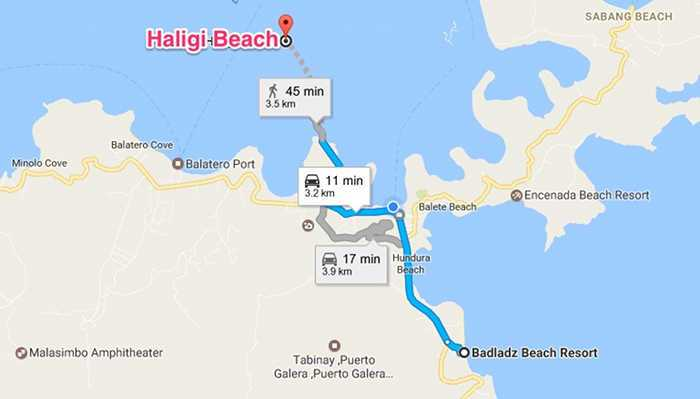 SABANG BEACH
Haligi Beach
45 min
3.5 km
Balatero Cove
Minolo Cove
Balatero Port
11 min
3.2 km
Encenada Beach Resort
Balete Beach
17 min
3.9 km
Hundura
Beach
Malasimbo Amphitheater
Tabinay ,Puerto
Galera ,Puerto Galera...
Badladz Beach Resort